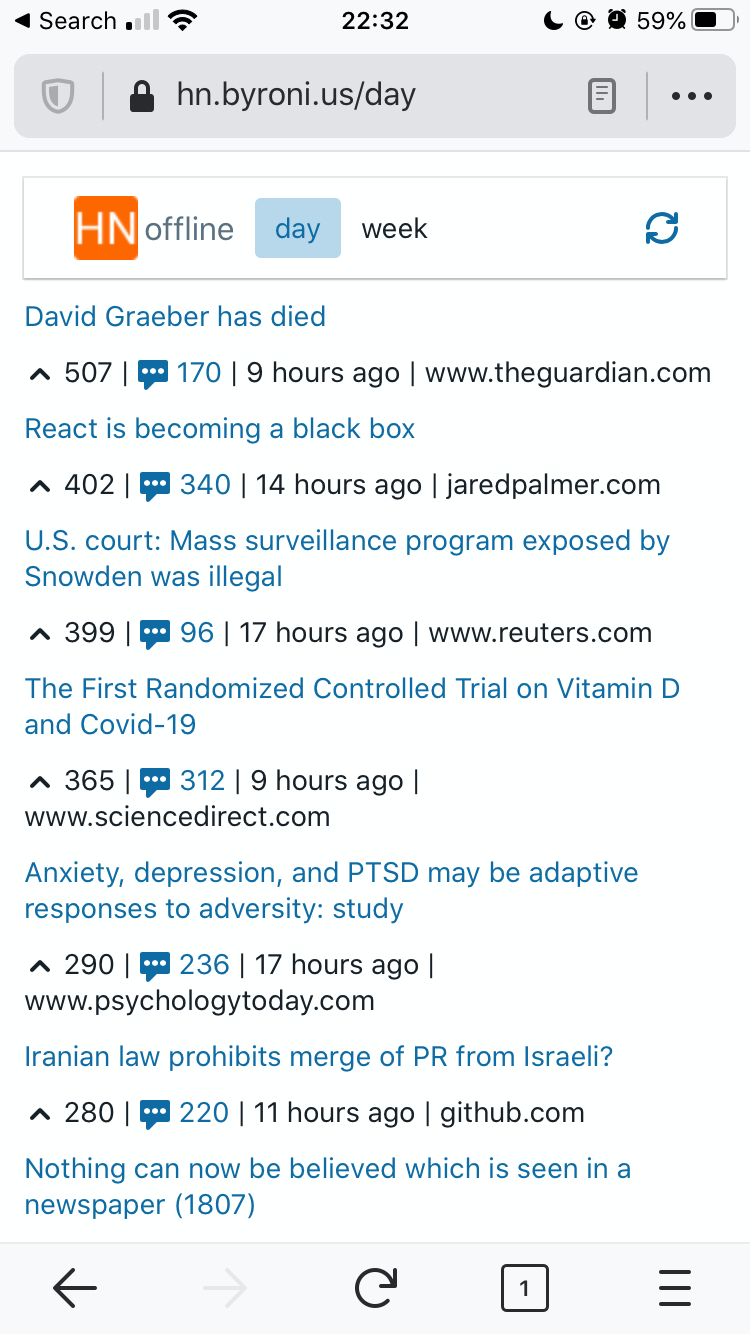 Search 22:32 59%
hn.byroni.us/day
HN offline day week
David Graeber has died
507 | 170 | 9 hours ago | www.theguardian.com
React is becoming a black box
402 | 340 | 14 hours ago | jaredpalmer.com
U.S. court: Mass surveillance program exposed by
Snowden was illegal
399 | 96 | 17 hours ago | www.reuters.com
The First Randomized Controlled Trial on Vitamin D
and Covid-19
365 | 312 | 9 hours ago |
www.sciencedirect.com
Anxiety, depression, and PTSD may be adaptive
responses to adversity: study
290 | 236 | 17 hours ago |
www.psychologytoday.com
Iranian law prohibits merge of PR from Israeli?
280 | 220 | 11 hours ago | github.com
Nothing can now be believed which is seen in a
newspaper (1807)
1